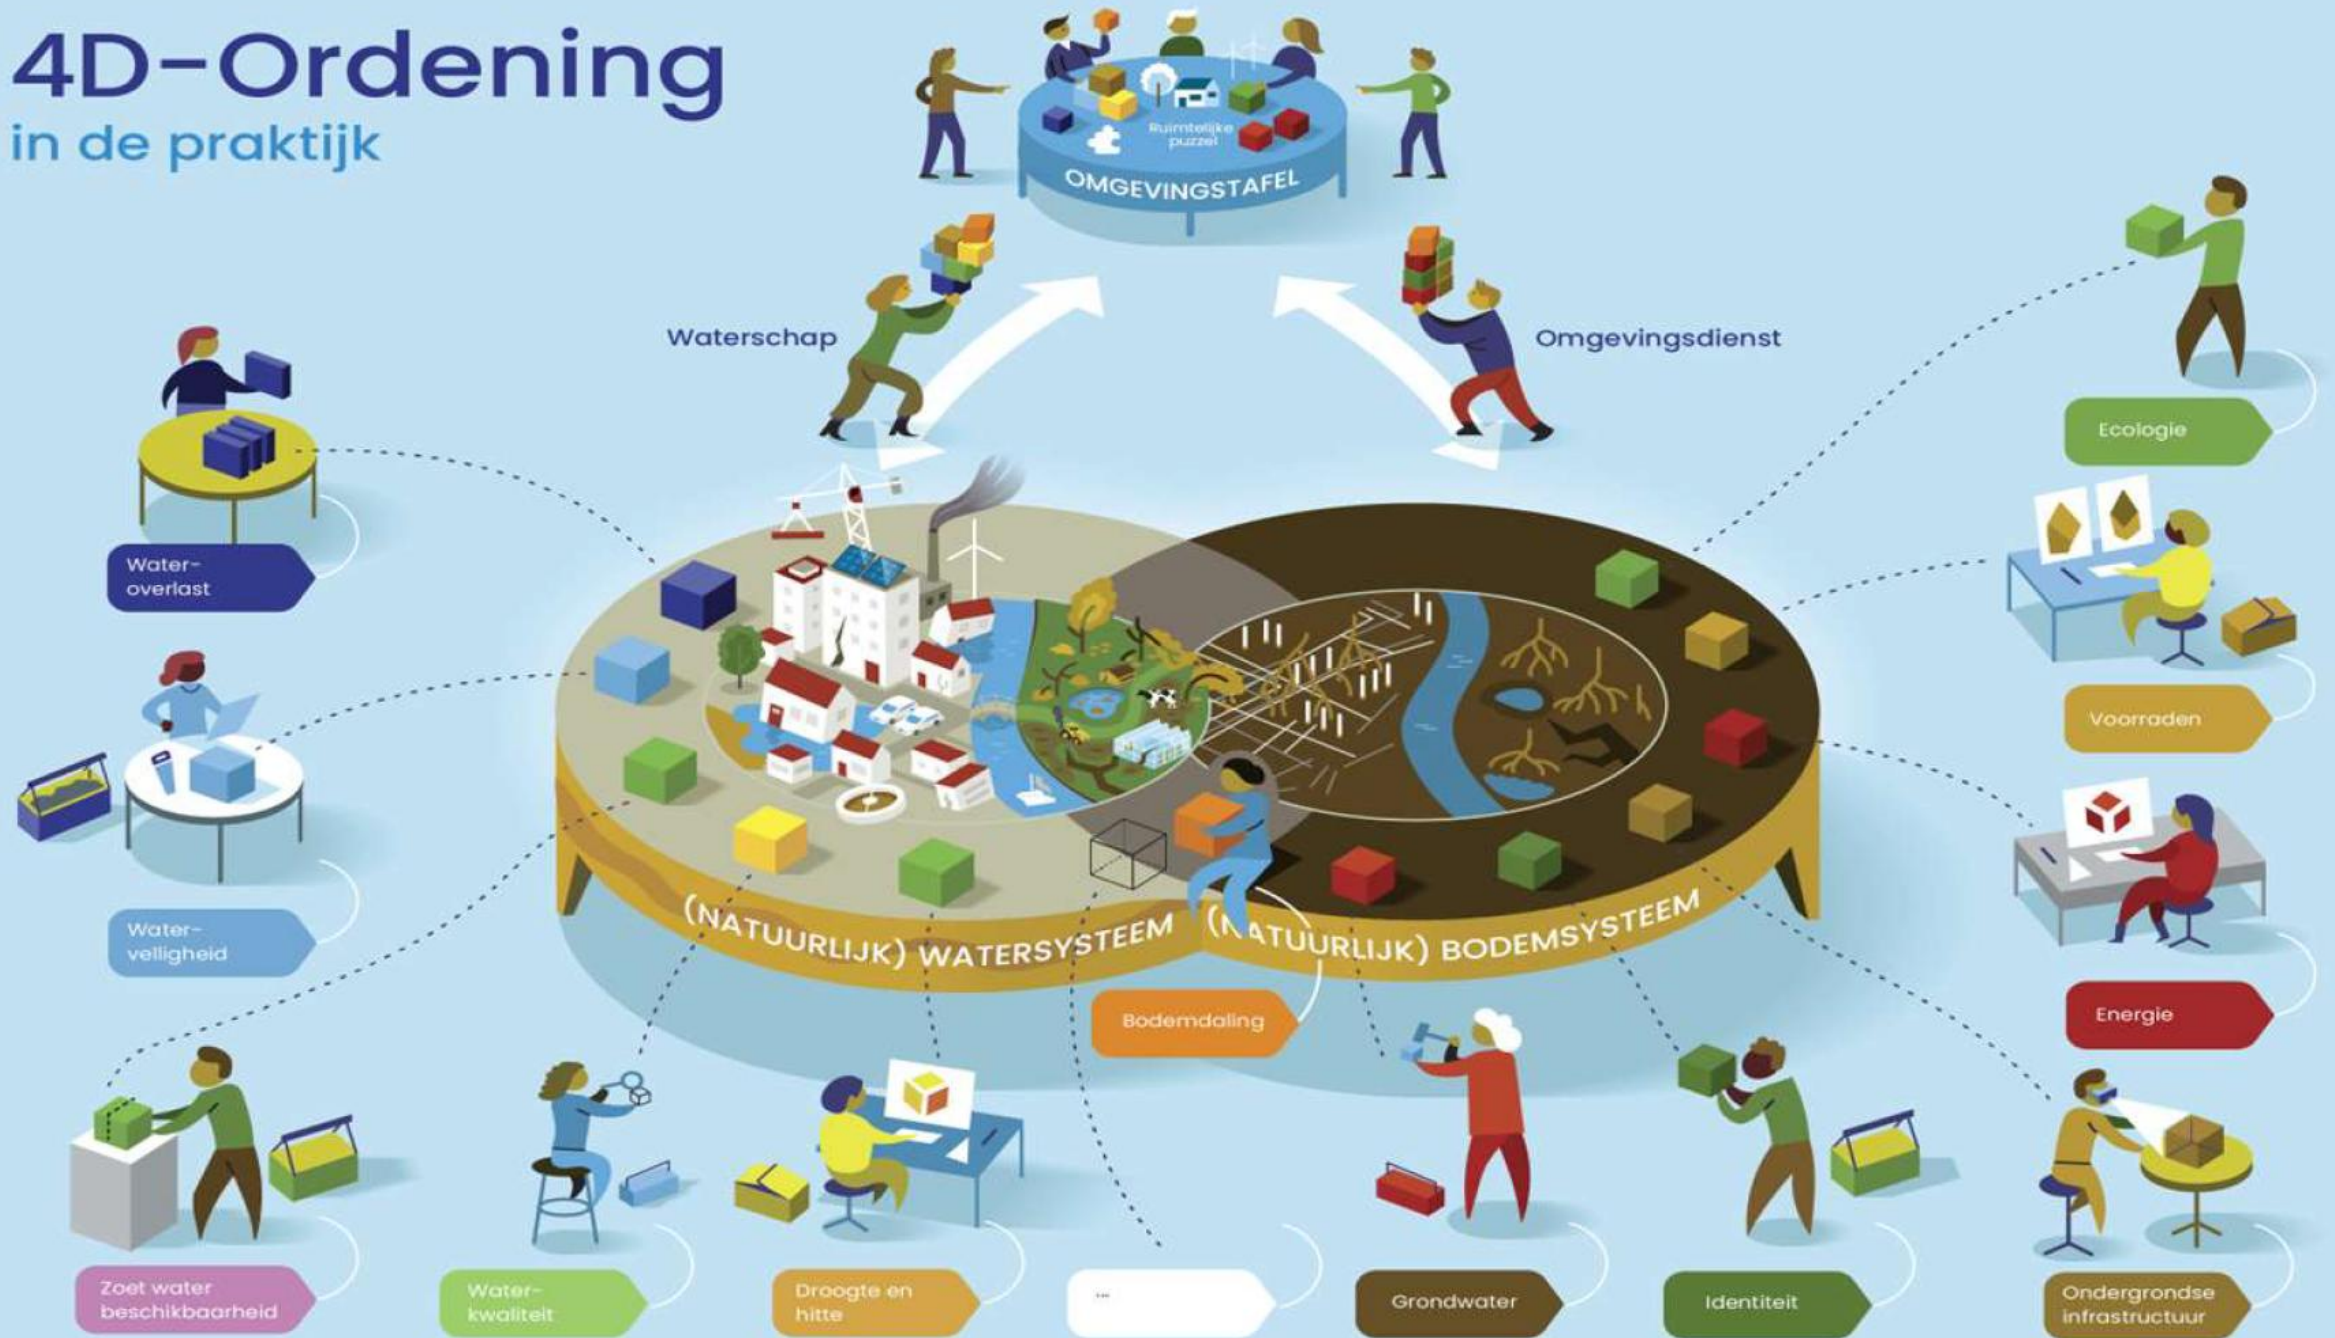 4D-Ordening
in de praktijk
Ruimtelijke
puzzel
OMGEVINGSTAFEL
Waterschap
Omgevingsdienst
Water-
overlast
Ecologie
Voorraden
Water-
velligheid
(NATUURLIJK) WATERSYSTEEM
(NATUURLIJK) BODEMSYSTEEM
Bodemdaling
Energie
Zoet water
beschikbaarheid
Water-
kwaliteit
Droogte en
hitte
...
Grondwater
Identiteit
Ondergrondse
infrastructuur